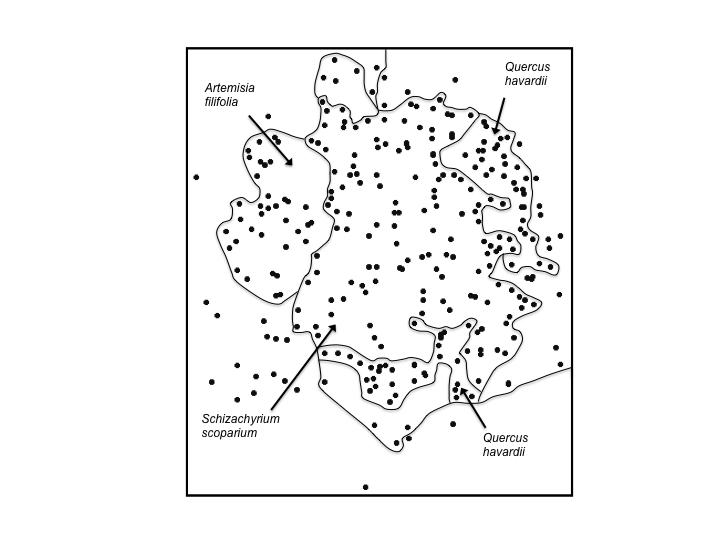 Quercus
havardii
Artemisia
filifolia
Schizachyrium
scoparium
Quercus
havardii